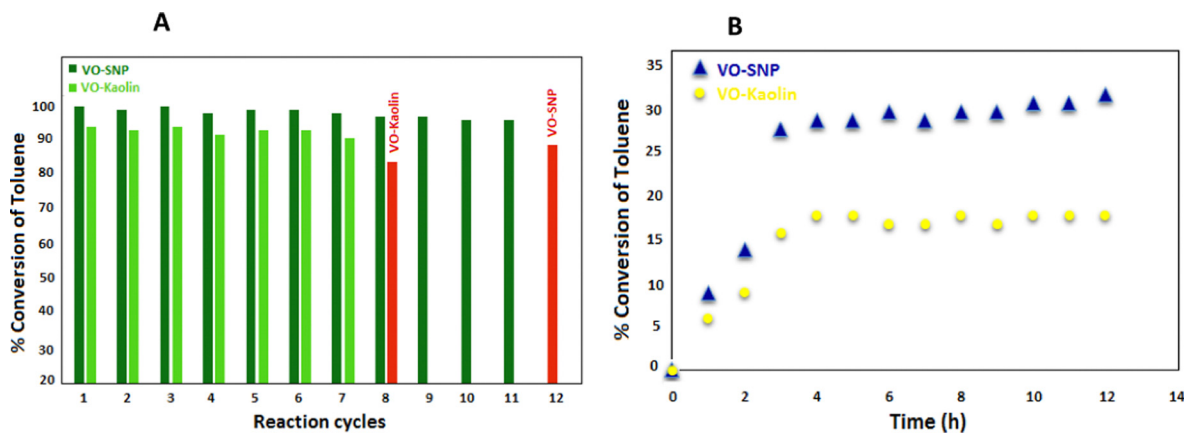 A
VO-SNP
VO-Kaolin
% Conversion of Toluene
100
90
80
70
60
50
40
30
20
VO-Kaolin
VO-SNP
1 2 3 4 5 6 7 8 9 10 11 12
Reaction cycles
B
VO-SNP
VO-Kaolin
% Conversion of Toluene
35
30
25
20
15
10
5
0
0 2 4 6 8 10 12 14
Time (h)